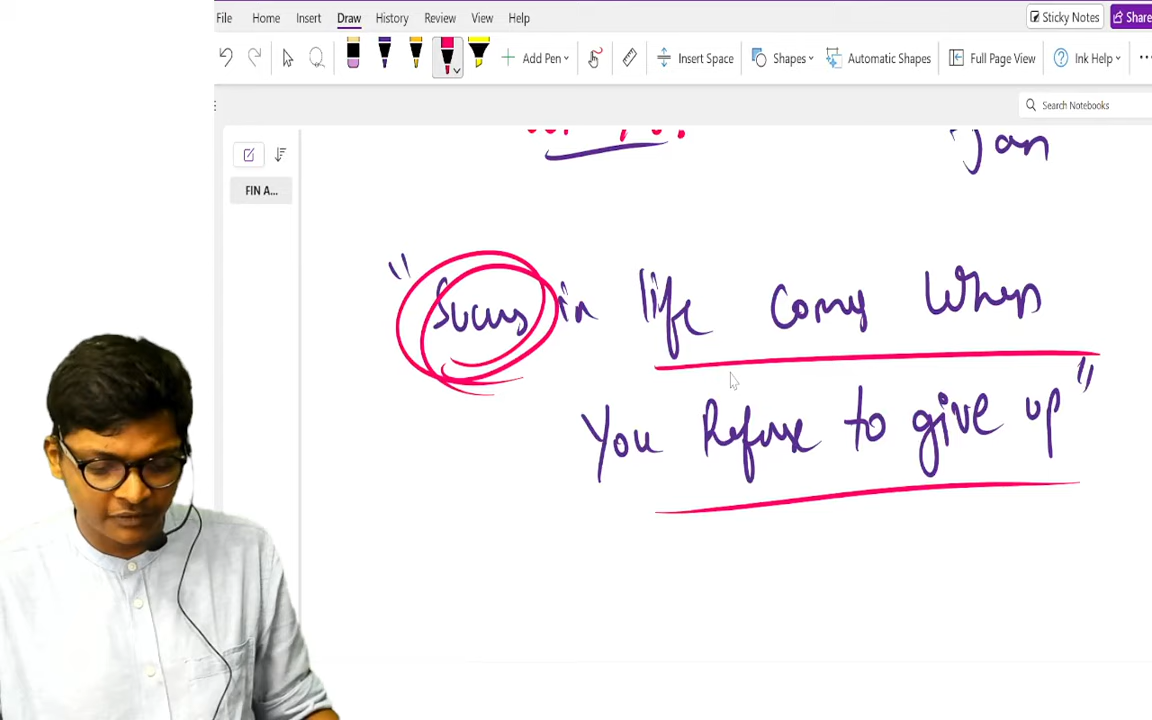 File Home Insert Draw History Review View Help Sticky Notes Share
Add Pen Insert Space Shapes Automatic Shapes Full Page View Ink Help
Search Notebooks
FIN A...
Jan
"Success in life comes when
You Refuse to give up"